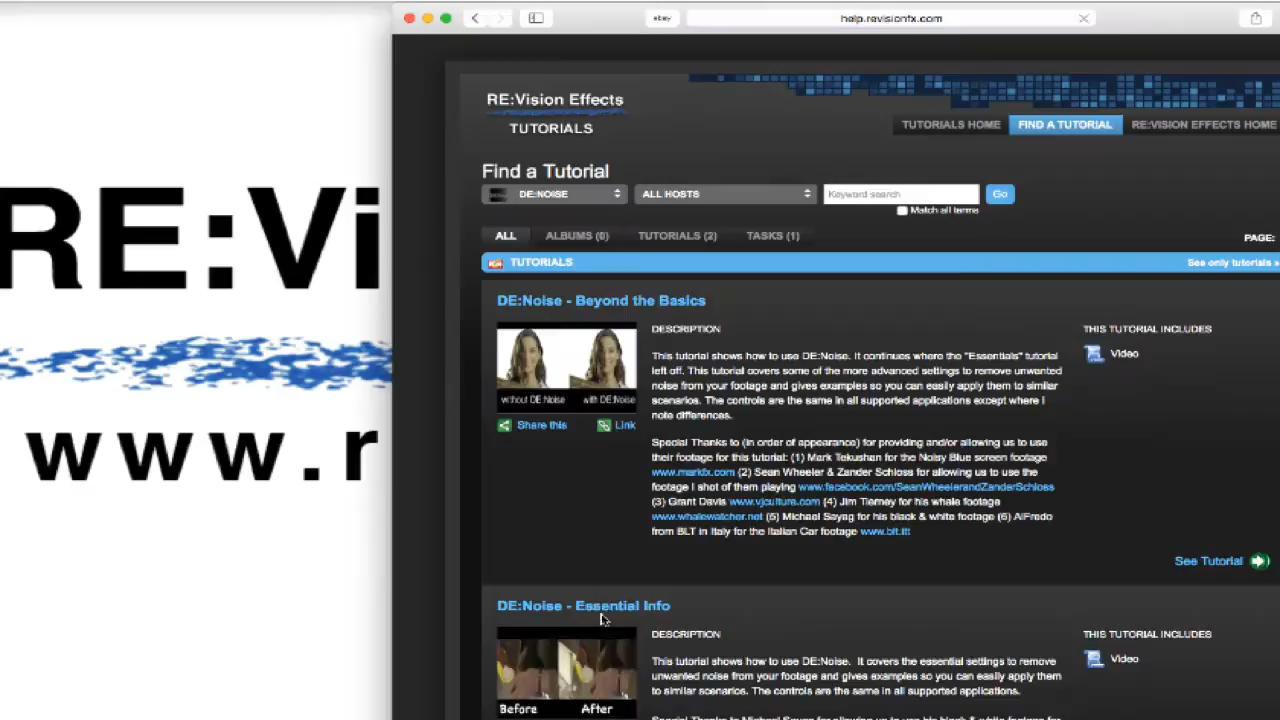 RE:Vi
www.r
ebay
help.revisionfx.com
RE:Vision Effects
TUTORIALS
TUTORIALS HOME
FIND A TUTORIAL
RE:VISION EFFECTS HOME
Find a Tutorial
DE:NOISE
ALL HOSTS
Keyword search
Go
Match all terms
ALL
ALBUMS (0)
TUTORIALS (2)
TASKS (1)
PAGE:
TUTORIALS
See only tutorials »
DE:Noise - Beyond the Basics
without DE:Noise
with DE:Noise
Share this
Link
DESCRIPTION
This tutorial shows how to use DE:Noise. It continues where the "Essentials" tutorial
left off. This tutorial covers some of the more advanced settings to remove unwanted
noise from your footage and gives examples so you can easily apply them to similar
scenarios. The controls are the same in all supported applications except where I
note differences.
Special Thanks to (in order of appearance) for providing and/or allowing us to use
their footage for this tutorial: (1) Mark Tekushan for the Noisy Blue screen footage
www.markfx.com (2) Sean Wheeler & Zander Schloss for allowing us to use the
footage I shot of them playing www.facebook.com/SeanWheelerandZanderSchloss
(3) Grant Davis www.vjculture.com (4) Jim Tierney for his whale footage
www.whalewatcher.net (5) Michael Sayag for his black & white footage (6) AlFredo
from BLT in Italy for the Italian Car footage www.blt.it!
THIS TUTORIAL INCLUDES
Video
See Tutorial
DE:Noise - Essential Info
Before
After
DESCRIPTION
This tutorial shows how to use DE:Noise. It covers the essential settings to remove
unwanted noise from your footage and gives examples so you can easily apply them
to similar scenarios. The controls are the same in all supported applications.
THIS TUTORIAL INCLUDES
Video